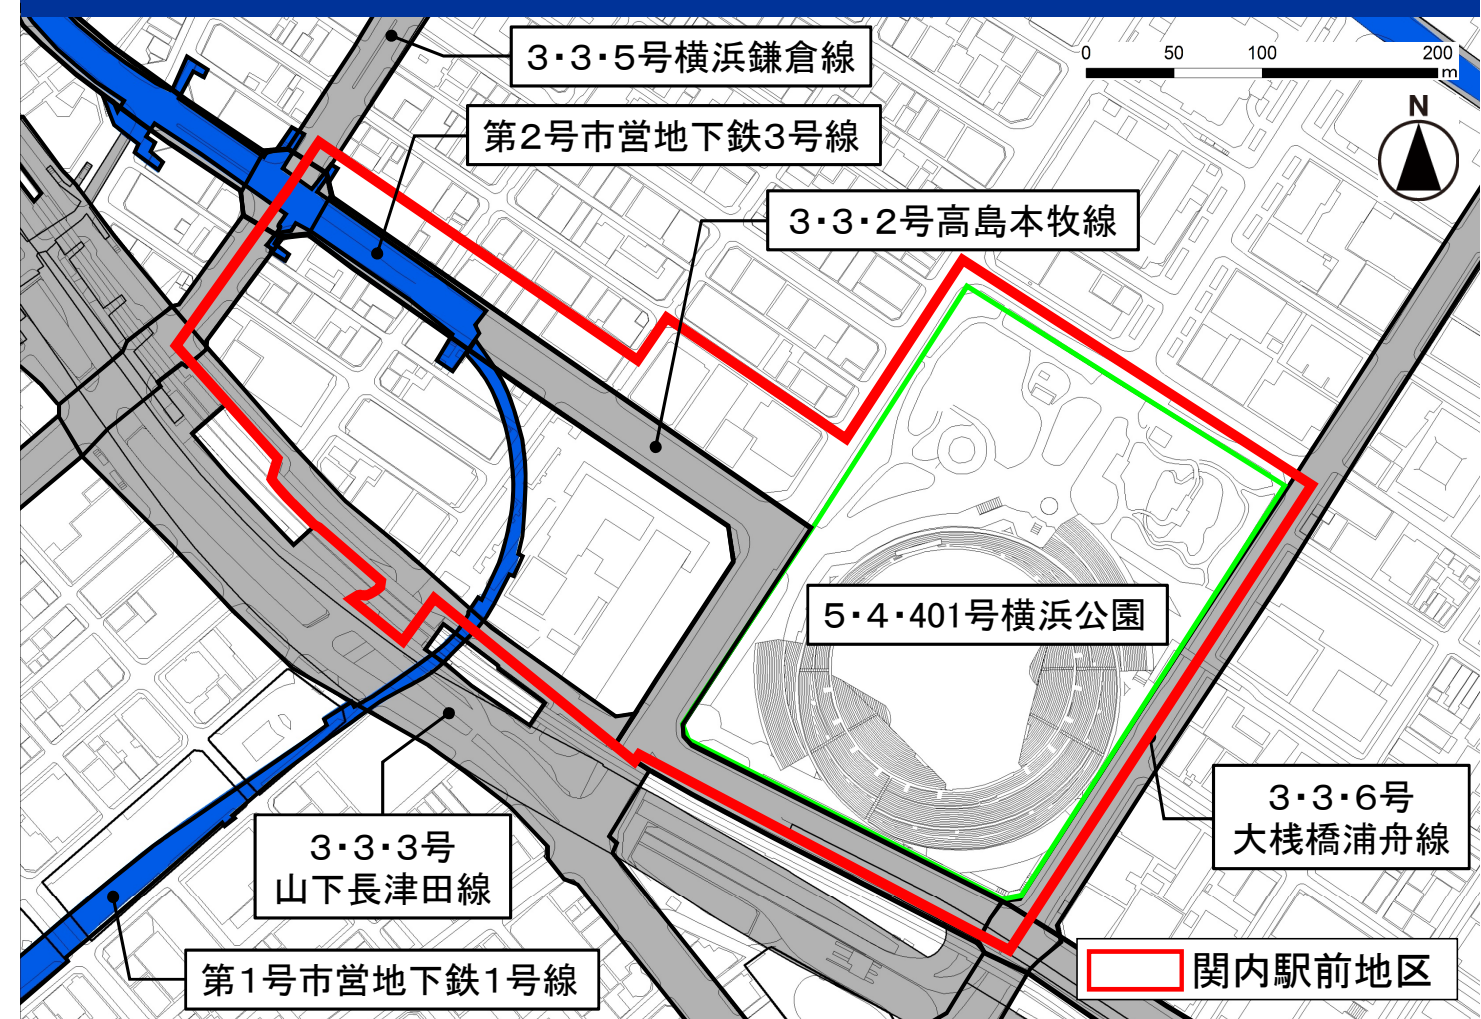 3・3・5号横浜鎌倉線
0 50 100 200
m
N
第2号市営地下鉄3号線
3・3・2号高島本牧線
5・4・401号横浜公園
3・3・6号
大桟橋浦舟線
3・3・3号
山下長津田線
第1号市営地下鉄1号線
関内駅前地区